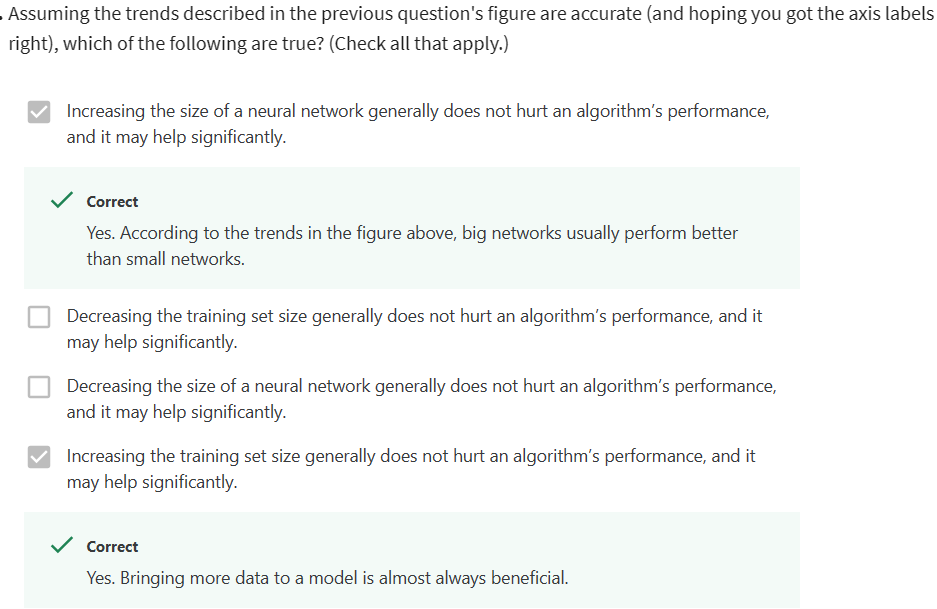 . Assuming the trends described in the previous question's figure are accurate (and hoping you got the axis labels
right), which of the following are true? (Check all that apply.)
Increasing the size of a neural network generally does not hurt an algorithm's performance,
and it may help significantly.
Correct
Yes. According to the trends in the figure above, big networks usually perform better
than small networks.
Decreasing the training set size generally does not hurt an algorithm's performance, and it
may help significantly.
Decreasing the size of a neural network generally does not hurt an algorithm's performance,
and it may help significantly.
Increasing the training set size generally does not hurt an algorithm's performance, and it
may help significantly.
Correct
Yes. Bringing more data to a model is almost always beneficial.